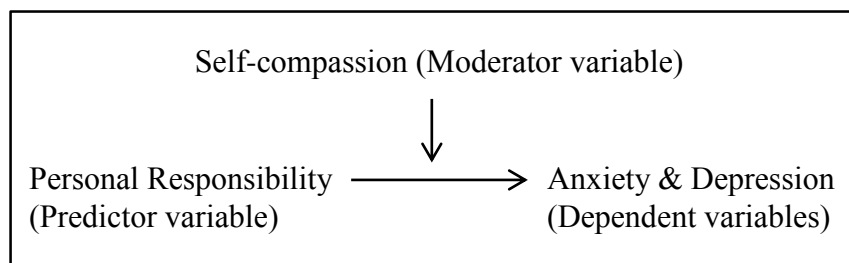 Self-compassion (Moderator variable)
Personal Responsibility
(Predictor variable)
Anxiety & Depression
(Dependent variables)